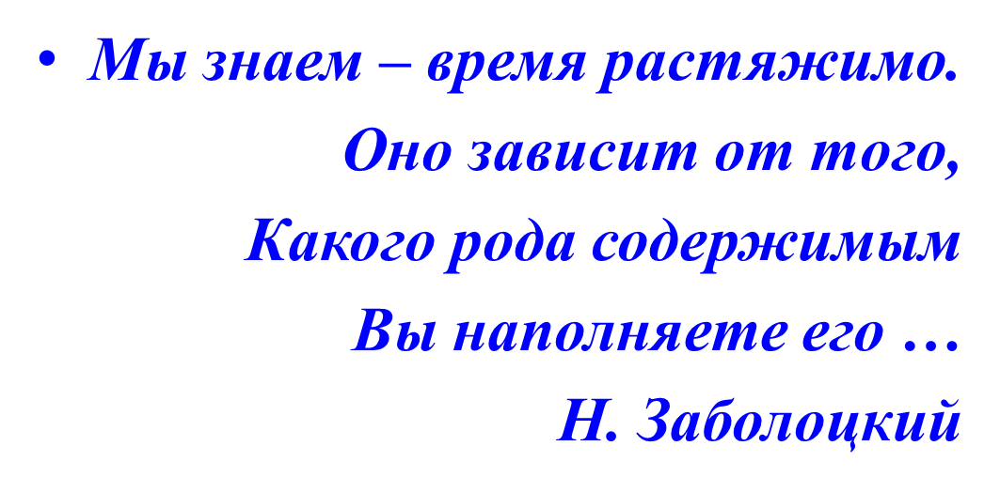 • Мы знаем – время растяжимо.
Оно зависит от того,
Какого рода содержимым
Вы наполняете его …
Н. Заболоцкий